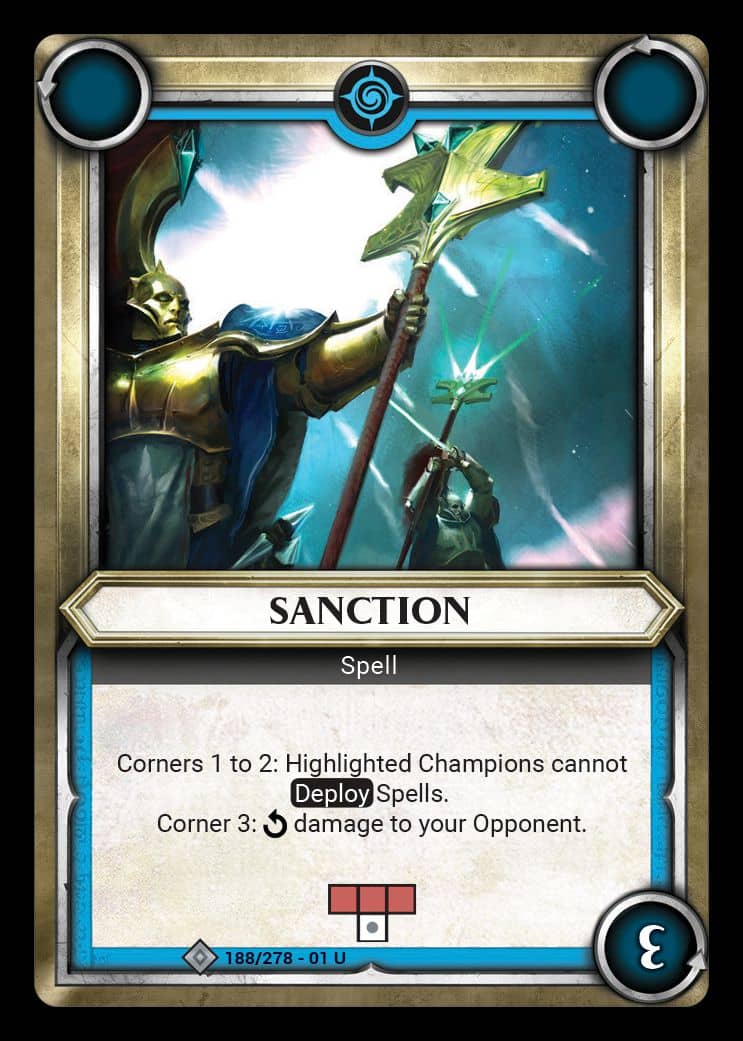 SANCTION
Spell
Corners 1 to 2: Highlighted Champions cannot
Deploy Spells.
Corner 3: damage to your Opponent.
188/278 - 01 U
3